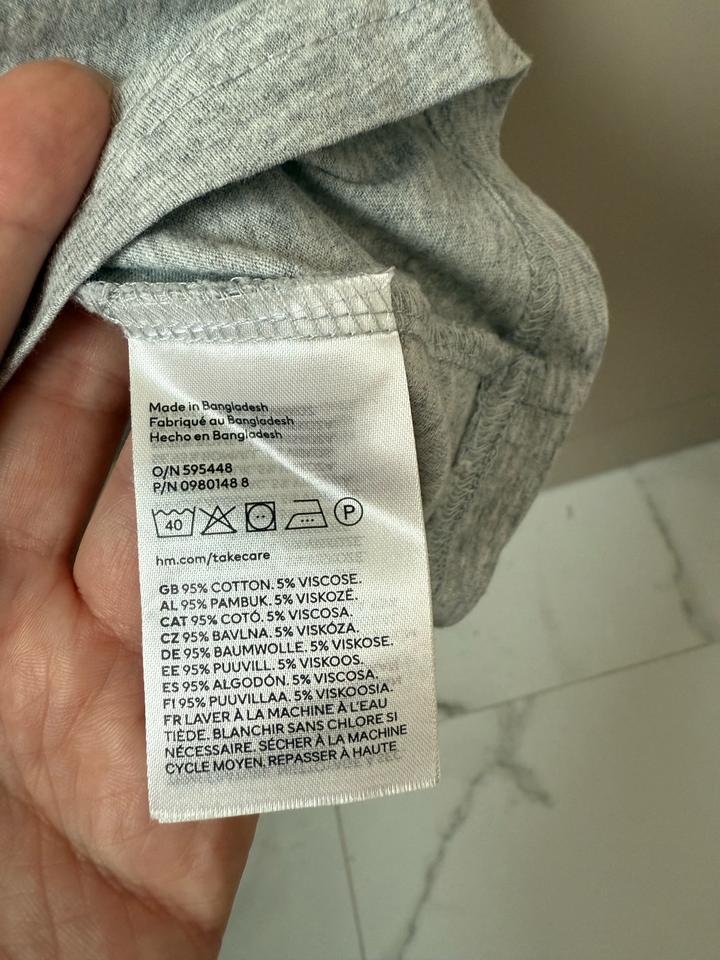 Made in Bangladesh
Fabriqué au Bangladesh
Hecho en Bangladesh
O/N 595448
P/N 0980148 8
40 P
hm.com/takecare
GB 95% COTTON. 5% VISCOSE.
AL 95% PAMBUK. 5% VISKOZË.
CAT 95% COTÓ. 5% VISCOSA.
CZ 95% BAVLNA. 5% VISKÓZA.
DE 95% BAUMWOLLE. 5% VISKOSE.
EE 95% PUUVILL. 5% VISKOOS.
ES 95% ALGODÓN. 5% VISCOSA.
FI 95% PUUVILLAA. 5% VISKOOSIA.
FR LAVER À LA MACHINE À L'EAU
TIÈDE. BLANCHIR SANS CHLORE SI
NÉCESSAIRE. SÉCHER À LA MACHINE
CYCLE MOYEN. REPASSER À HAUTE